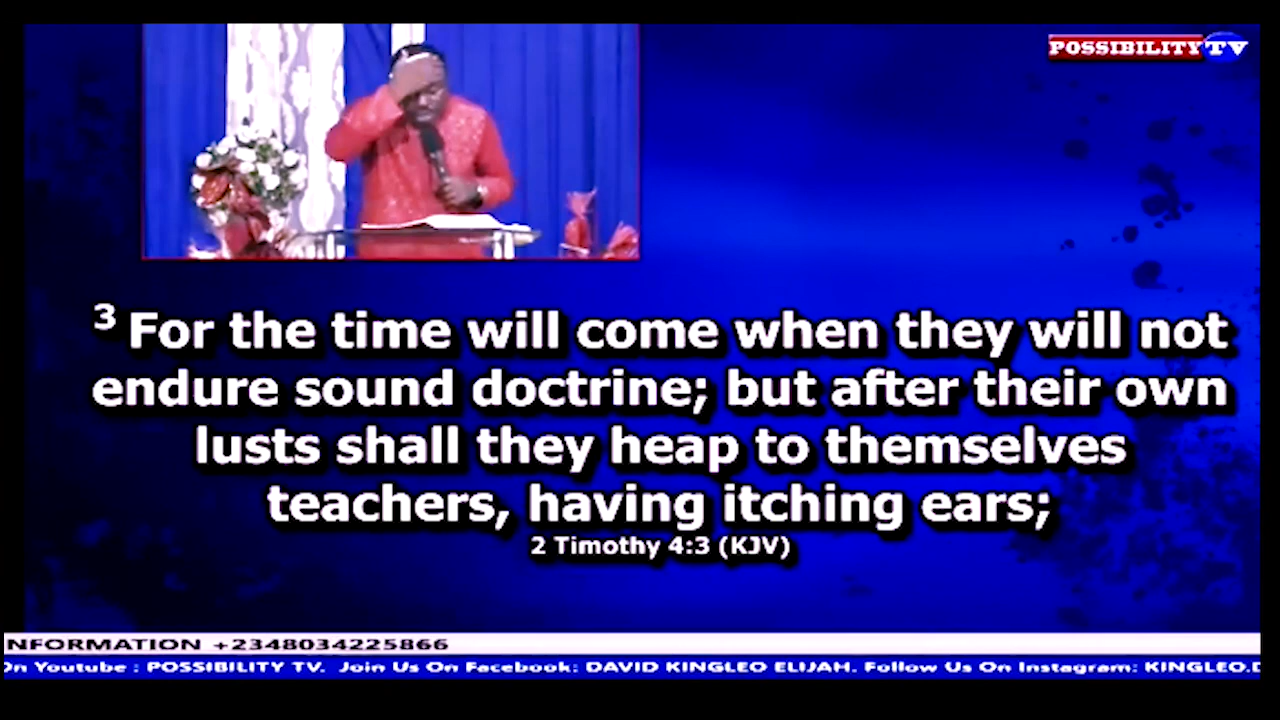 POSSIBILITY TV
3 For the time will come when they will not
endure sound doctrine; but after their own
lusts shall they heap to themselves
teachers, having itching ears;
2 Timothy 4:3 (KJV)
NFORMATION +2348034225866
On Youtube : POSSIBILITY TV. Join Us On Facebook: DAVID KINGLEO ELIJAH. Follow Us On Instagram: KINGLEO.D